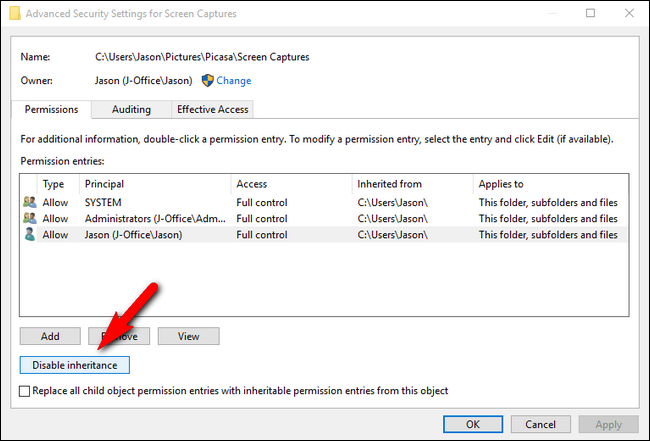 Advanced Security Settings for Screen Captures
Name: C:\Users\Jason\Pictures\Picasa\Screen Captures
Owner: Jason (J-Office\Jason) Change
Permissions Auditing Effective Access
For additional information, double-click a permission entry. To modify a permission entry, select the entry and click Edit (if available).
Permission entries:
Type Principal Access Inherited from Applies to
Allow SYSTEM Full control C:\Users\Jason\ This folder, subfolders and files
Allow Administrators (J-Office\Adm... Full control C:\Users\Jason\ This folder, subfolders and files
Allow Jason (J-Office\Jason) Full control C:\Users\Jason\ This folder, subfolders and files
Add Remove View
Disable inheritance
Replace all child object permission entries with inheritable permission entries from this object
OK Cancel Apply